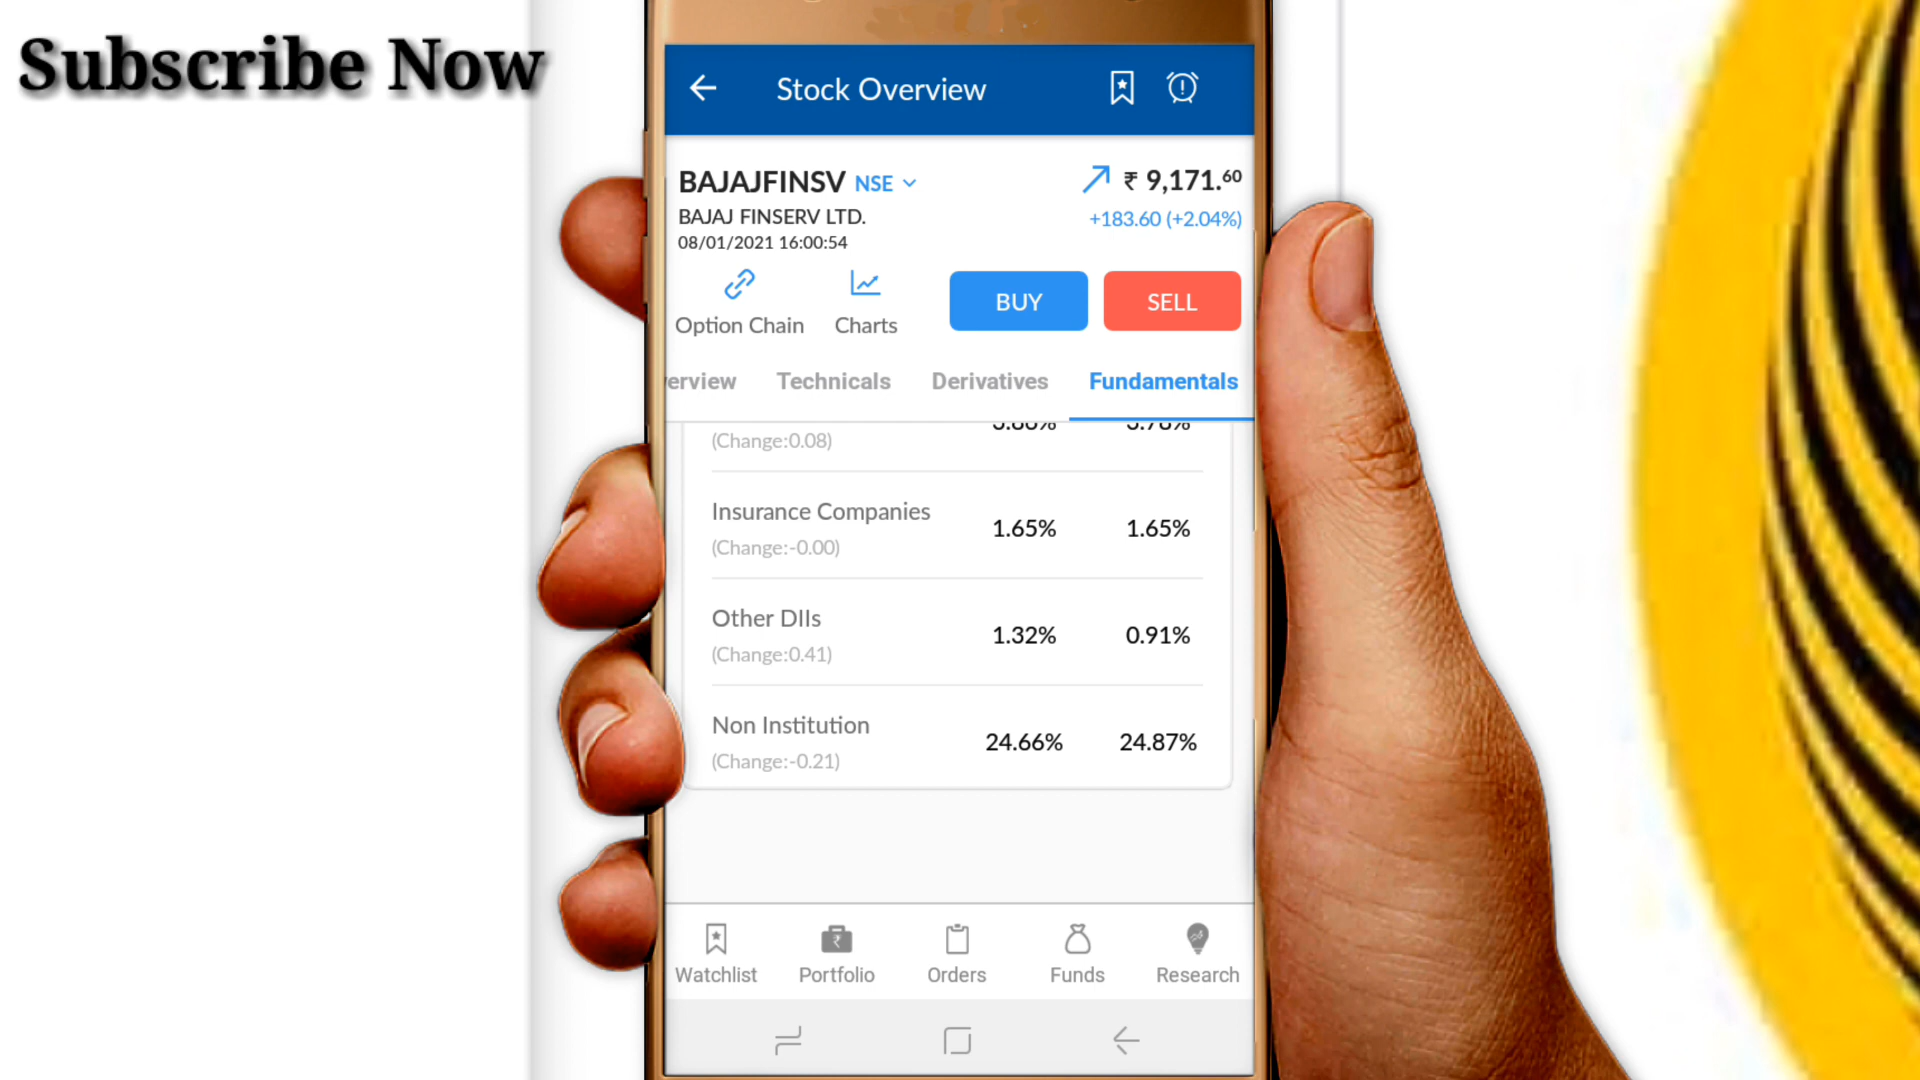 Subscribe Now
Stock Overview
BAJAJFINSV NSE
₹ 9,171.60
BAJAJ FINSERV LTD.
+183.60 (+2.04%)
08/01/2021 16:00:54
Option Chain
Charts
BUY
SELL
erview
Technicals
Derivatives
Fundamentals
(Change:0.08)
Insurance Companies
1.65%
1.65%
(Change:-0.00)
Other DIIs
1.32%
0.91%
(Change:0.41)
Non Institution
24.66%
24.87%
(Change:-0.21)
Watchlist
Portfolio
Orders
Funds
Research